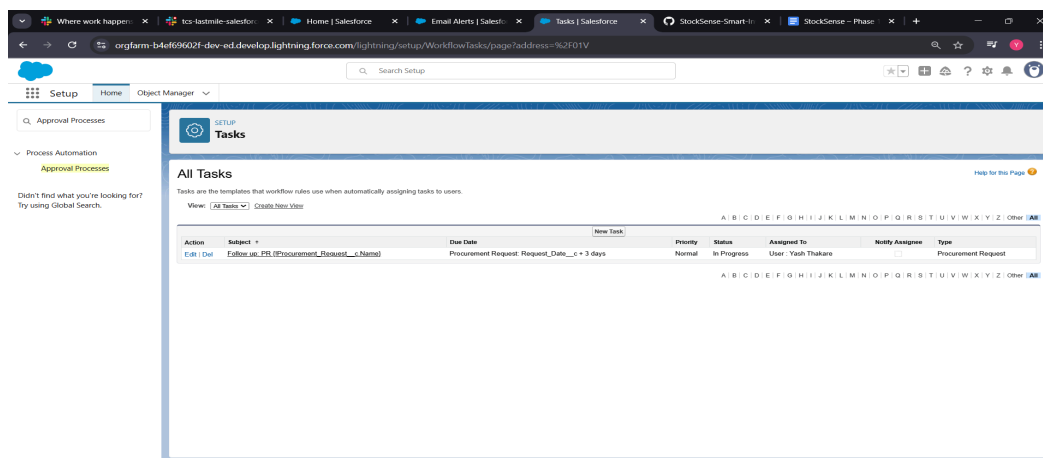 Where work happens
tcs-lastmile-salesforc
Home | Salesforce
Email Alerts | Salesfo
Tasks | Salesforce
StockSense-Smart-In
StockSense – Phase
orgfarm-b4ef69602f-dev-ed.develop.lightning.force.com/lightning/setup/WorkflowTasks/page?address=%2F01V
Y
Search Setup
Setup Home Object Manager
Approval Processes
Process Automation
Approval Processes
Didn't find what you're looking for?
Try using Global Search.
SETUP
Tasks
All Tasks
Help for this Page
Tasks are the templates that workflow rules use when automatically assigning tasks to users.
View: All Tasks Create New View
A | B | C | D | E | F | G | H | I | J | K | L | M | N | O | P | Q | R | S | T | U | V | W | X | Y | Z | Other | All
New Task
Action Subject Due Date Priority Status Assigned To Notify Assignee Type
Edit | Del Follow up: PR {!Procurement_Request__c.Name} Procurement Request: Request_Date__c + 3 days Normal In Progress User : Yash Thakare Procurement Request
A | B | C | D | E | F | G | H | I | J | K | L | M | N | O | P | Q | R | S | T | U | V | W | X | Y | Z | Other | All